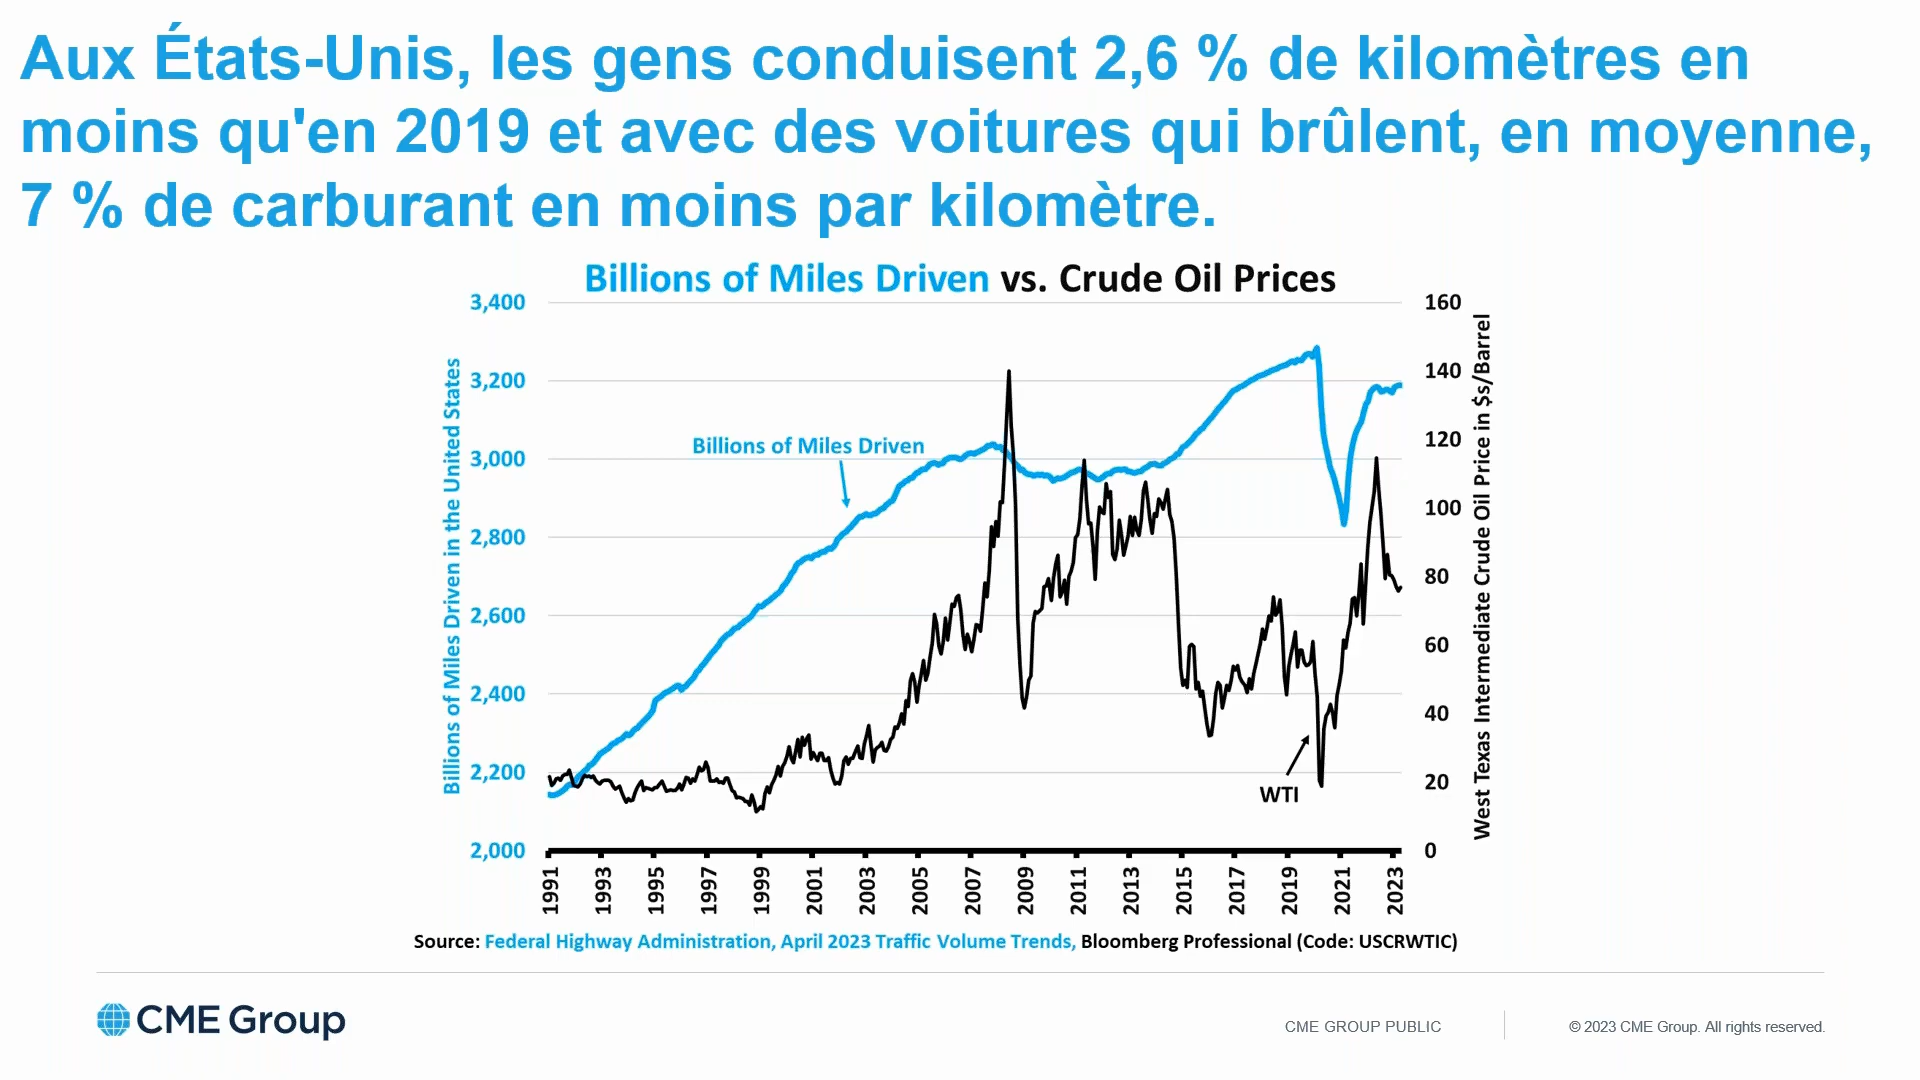 Aux États-Unis, les gens conduisent 2,6 % de kilomètres en
moins qu'en 2019 et avec des voitures qui brûlent, en moyenne,
7 % de carburant en moins par kilomètre.
Billions of Miles Driven vs. Crude Oil Prices
Billions of Miles Driven in the United States
3,400
3,200
3,000
2,800
2,600
2,400
2,200
2,000
Billions of Miles Driven
WTI
160
140
120
100
80
60
40
20
0
West Texas Intermediate Crude Oil Price in $s/Barrel
1991
1993
1995
1997
1999
2001
2003
2005
2007
2009
2011
2013
2015
2017
2019
2021
2023
Source: Federal Highway Administration, April 2023 Traffic Volume Trends, Bloomberg Professional (Code: USCRWTIC)
CME Group
CME GROUP PUBLIC
© 2023 CME Group. All rights reserved.